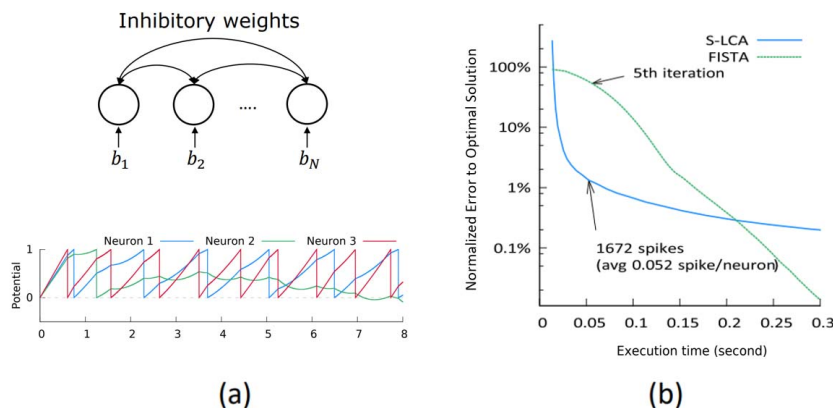 Inhibitory weights
....
b1 b2 bN
Neuron 1 Neuron 2 Neuron 3
Potential
1
0
0 1 2 3 4 5 6 7 8
(a)
S-LCA
FISTA
5th iteration
1672 spikes
(avg 0.052 spike/neuron)
Normalized Error to Optimal Solution
100%
10%
1%
0.1%
0 0.05 0.1 0.15 0.2 0.25 0.3
Execution time (second)
(b)